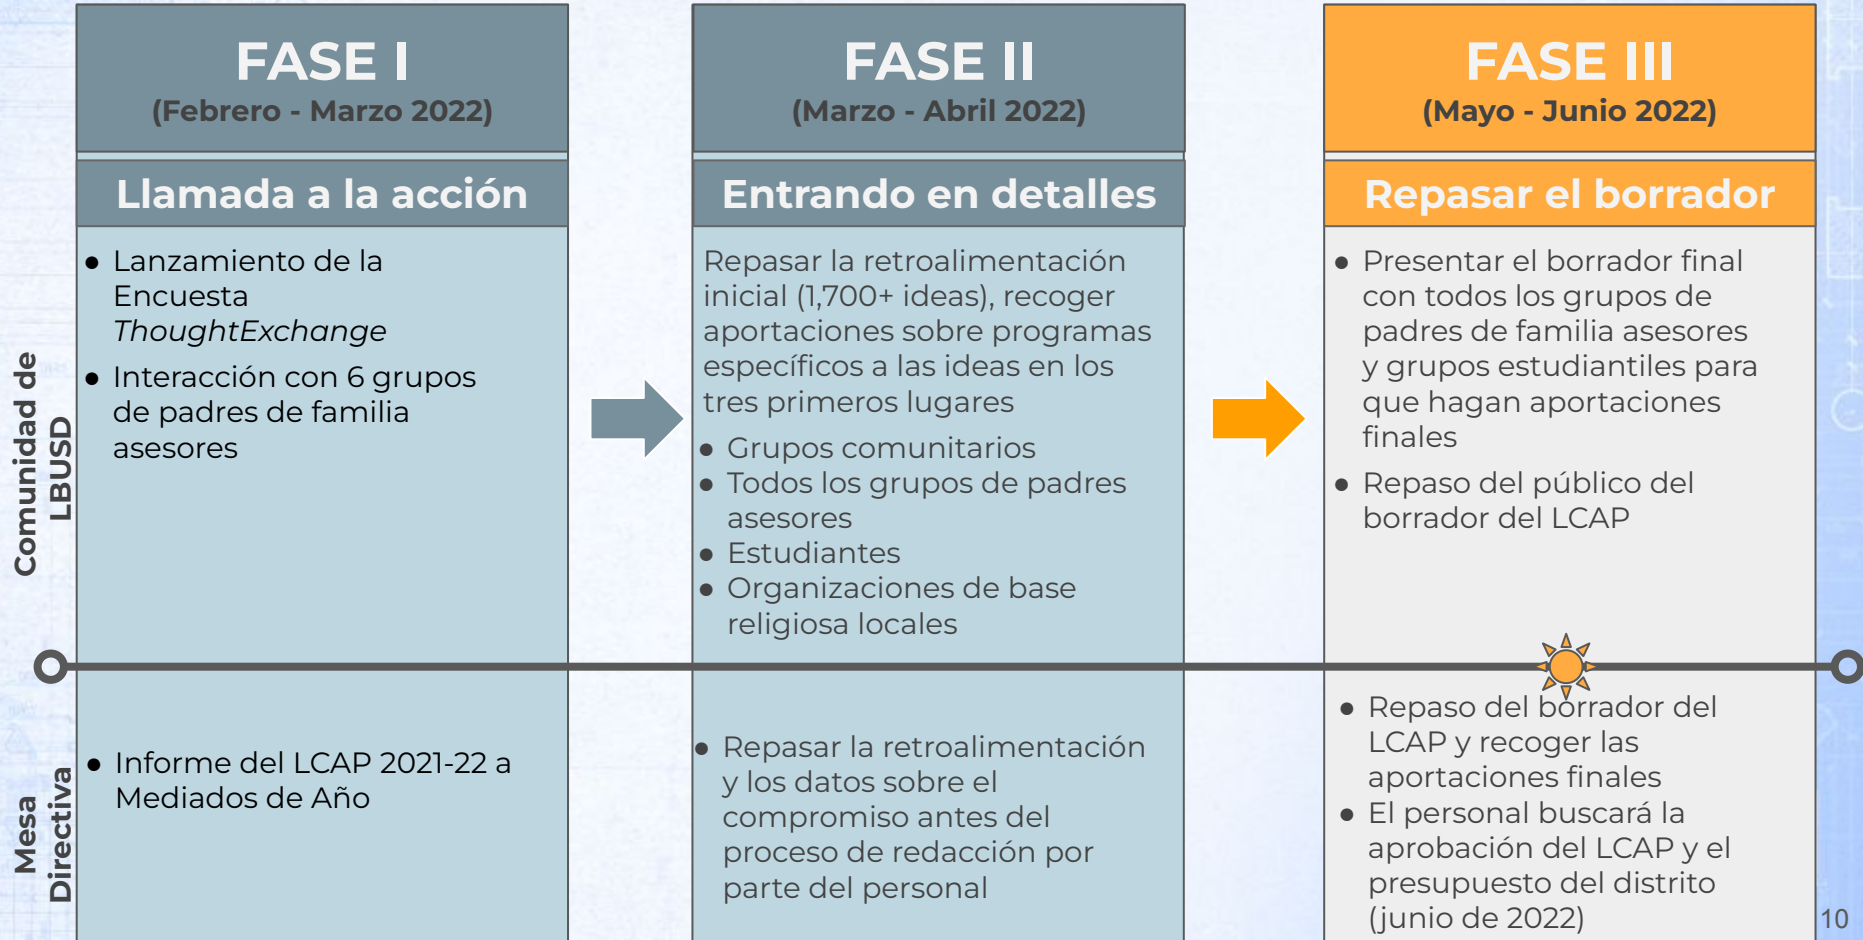 FASE I
(Febrero - Marzo 2022)
Llamada a la acción
● Lanzamiento de la
Encuesta
ThoughtExchange
● Interacción con 6 grupos
de padres de familia
asesores
FASE II
(Marzo - Abril 2022)
Entrando en detalles
Repasar la retroalimentación
inicial (1,700+ ideas), recoger
aportaciones sobre programas
específicos a las ideas en los
tres primeros lugares
● Grupos comunitarios
● Todos los grupos de padres
asesores
● Estudiantes
● Organizaciones de base
religiosa locales
FASE III
(Mayo - Junio 2022)
Repasar el borrador
● Presentar el borrador final
con todos los grupos de
padres de familia asesores
y grupos estudiantiles para
que hagan aportaciones
finales
● Repaso del público del
borrador del LCAP
Comunidad de
LBUSD
Mesa
Directiva
● Informe del LCAP 2021-22 a
Mediados de Año
● Repasar la retroalimentación
y los datos sobre el
compromiso antes del
proceso de redacción por
parte del personal
● Repaso del borrador del
LCAP y recoger las
aportaciones finales
● El personal buscará la
aprobación del LCAP y el
presupuesto del distrito
(junio de 2022)
10